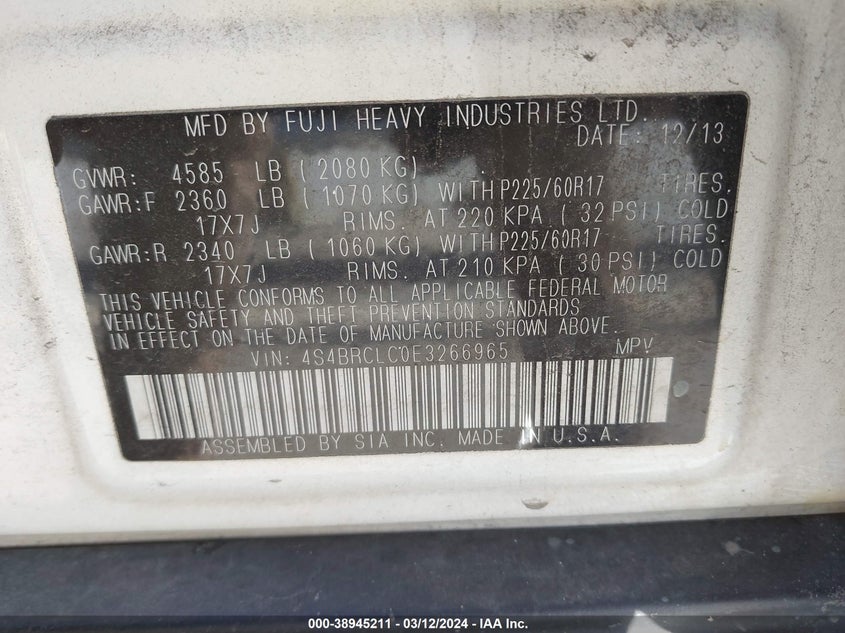 MFD BY FUJI HEAVY INDUSTRIES LTD.
DATE: 12/13
GVWR: 4585 LB (2080 KG)
GAWR:F 2360 LB (1070 KG) WITH P225/60R17 TIRES.
17X7J RIMS. AT 220 KPA (32 PSI) COLD
GAWR:R 2340 LB (1060 KG) WITH P225/60R17 TIRES.
17X7J RIMS. AT 210 KPA (30 PSI) COLD
THIS VEHICLE CONFORMS TO ALL APPLICABLE FEDERAL MOTOR
VEHICLE SAFETY AND THEFT PREVENTION STANDARDS
IN EFFECT ON THE DATE OF MANUFACTURE SHOWN ABOVE.
VIN: 4S4BRCLC0E3266965 MPV
ASSEMBLED BY SIA INC. MADE IN U.S.A.
000-38945211 - 03/12/2024 - IAA Inc.